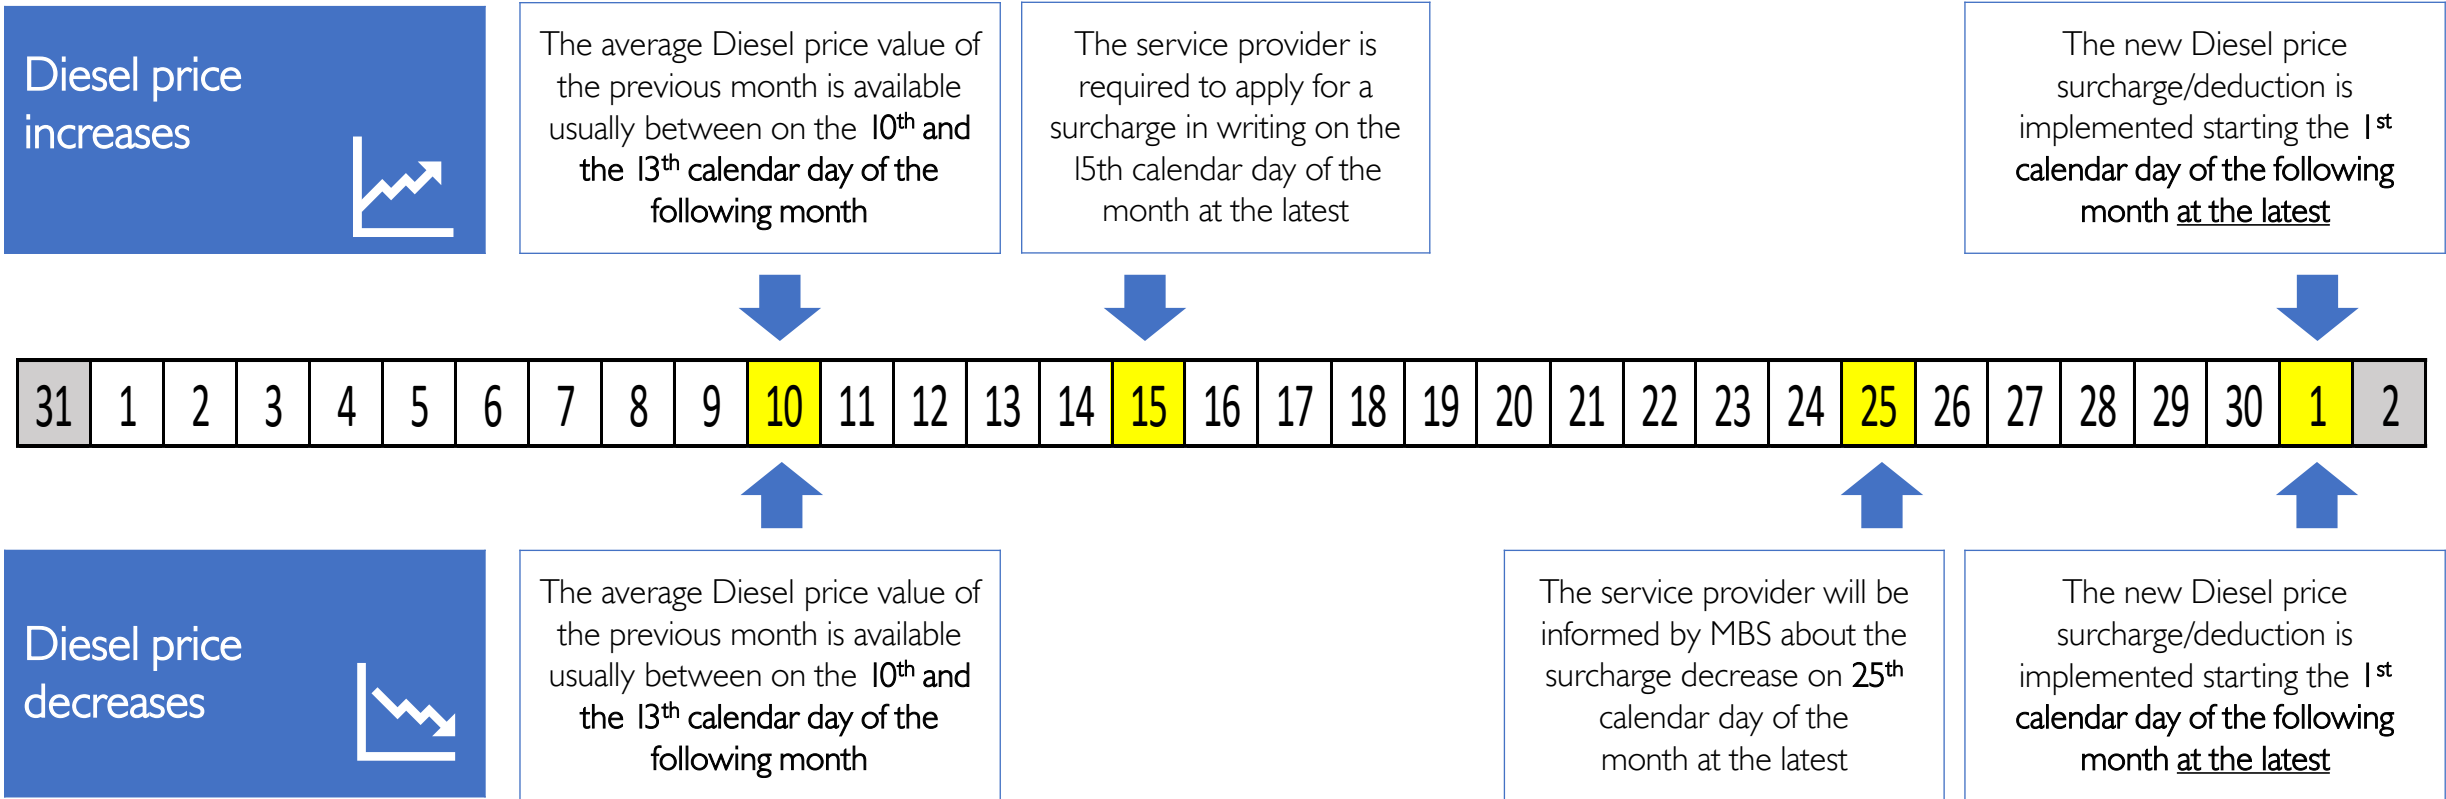 Diesel price
increases
The average Diesel price value of
the previous month is available
usually between on the 10th and
the 13th calendar day of the
following month
The service provider is
required to apply for a
surcharge in writing on the
15th calendar day of the
month at the latest
The new Diesel price
surcharge/deduction is
implemented starting the 1st
calendar day of the following
month at the latest
31 1 2 3 4 5 6 7 8 9 10 11 12 13 14 15 16 17 18 19 20 21 22 23 24 25 26 27 28 29 30 1 2
Diesel price
decreases
The average Diesel price value of
the previous month is available
usually between on the 10th and
the 13th calendar day of the
following month
The service provider will be
informed by MBS about the
surcharge decrease on 25th
calendar day of the
month at the latest
The new Diesel price
surcharge/deduction is
implemented starting the 1st
calendar day of the following
month at the latest